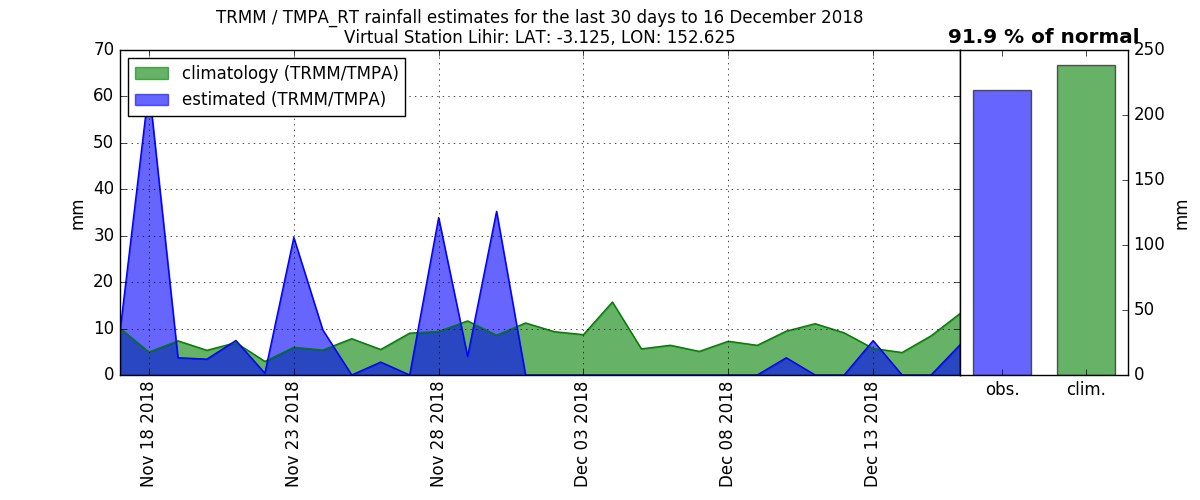 TRMM / TMPA_RT rainfall estimates for the last 30 days to 16 December 2018
Virtual Station Lihir: LAT: -3.125, LON: 152.625
91.9 % of normal
climatology (TRMM/TMPA)
estimated (TRMM/TMPA)
70
60
50
40
30
20
10
0
mm
Nov 18 2018
Nov 23 2018
Nov 28 2018
Dec 03 2018
Dec 08 2018
Dec 13 2018
250
200
150
100
50
0
mm
obs.
clim.